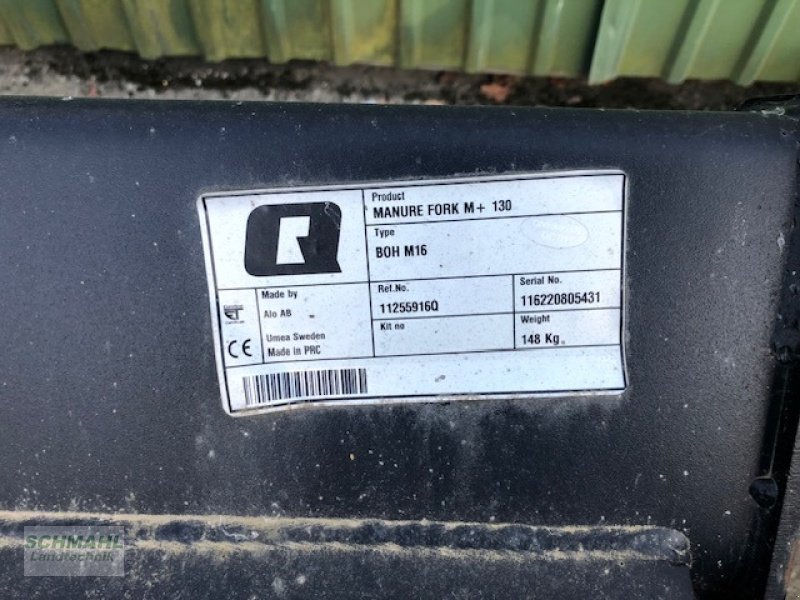 Product
MANURE FORK M+ 130
Type
BOH M16
Made by
Alo AB
Umea Sweden
Made in PRC
CE
Ref.No.
11255916Q
Kit no
Serial No.
116220805431
Weight
148 Kg.
SCHMAHL
Landtechnik